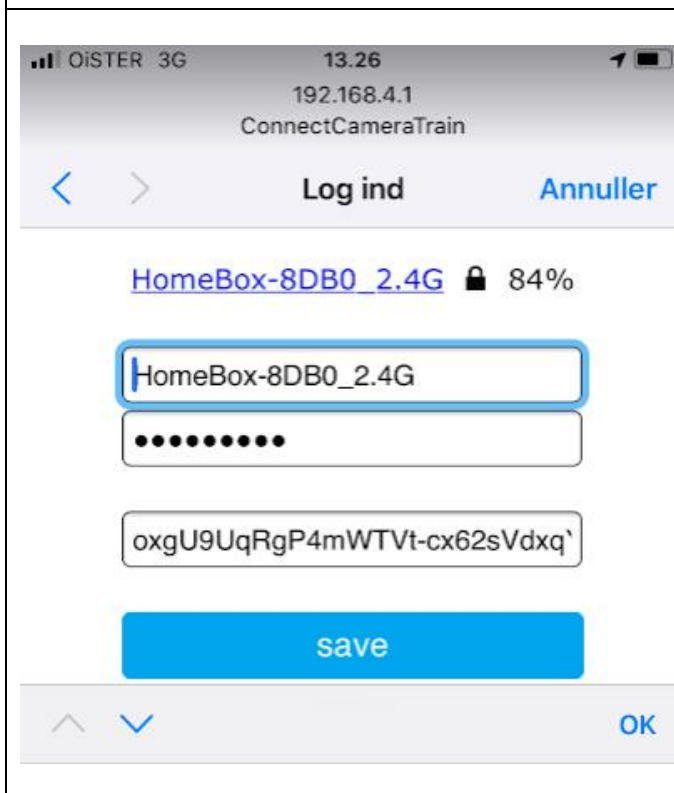 OiSTER 3G 13.26
192.168.4.1
ConnectCameraTrain
Log ind Annuller
HomeBox-8DB0_2.4G 84%
HomeBox-8DB0_2.4G
•••••••••
oxgU9UqRgP4mWTVt-cx62sVdxq
save
OK